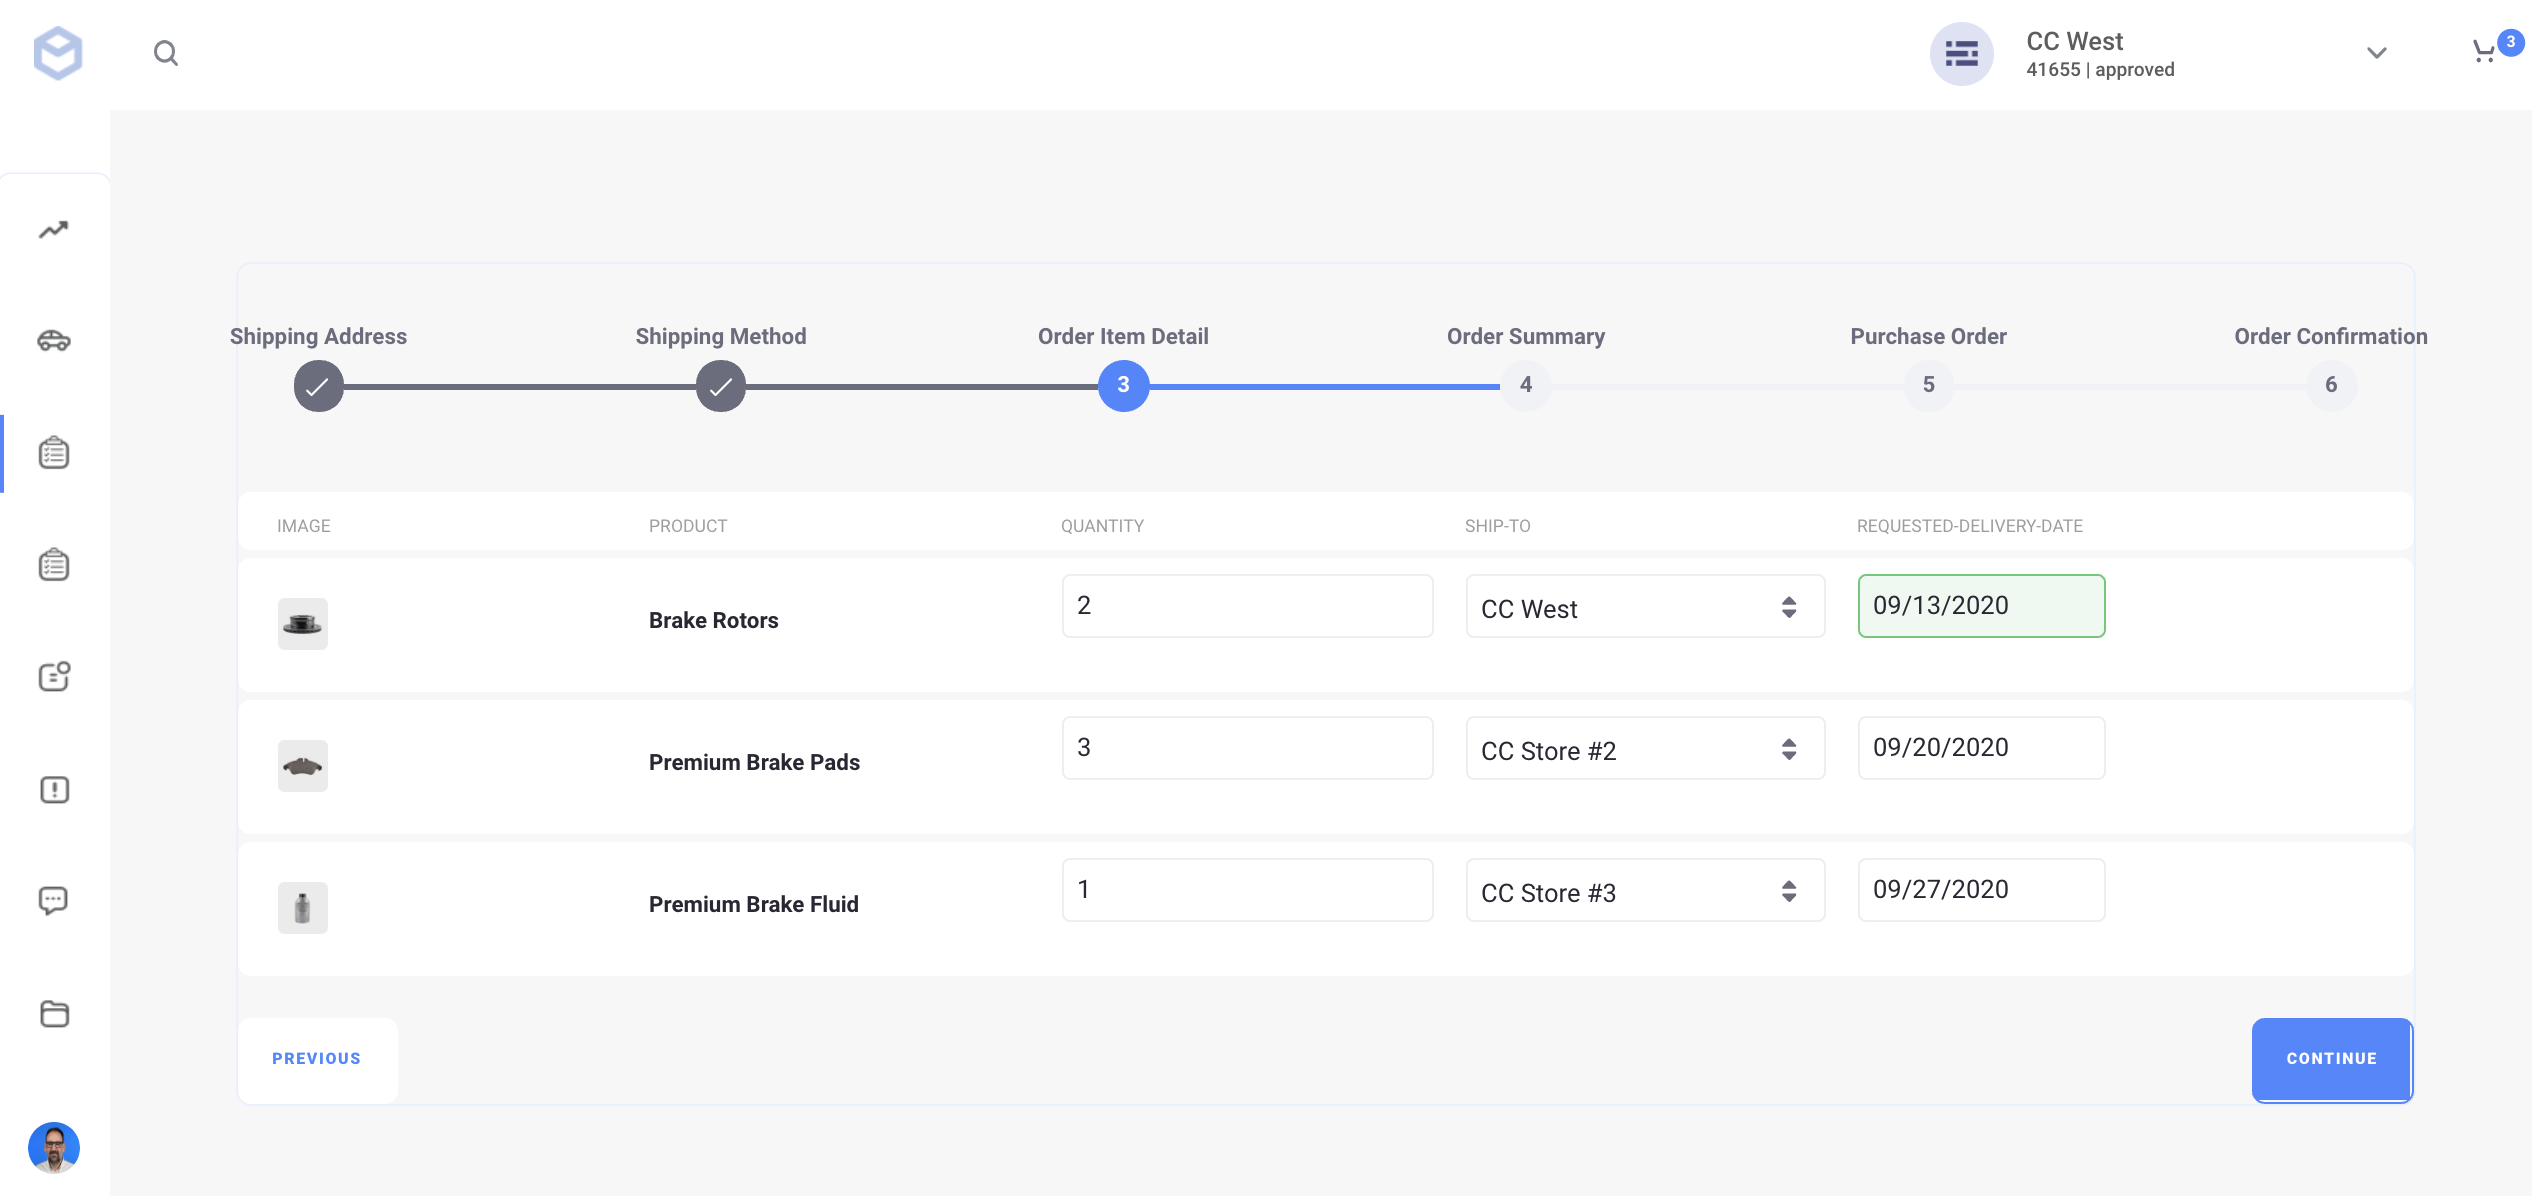 CC West
41655 | approved
3
Shipping Address
Shipping Method
Order Item Detail
Order Summary
Purchase Order
Order Confirmation
3
4
5
6
IMAGE
PRODUCT
QUANTITY
SHIP-TO
REQUESTED-DELIVERY-DATE
Brake Rotors
2
CC West
09/13/2020
Premium Brake Pads
3
CC Store #2
09/20/2020
Premium Brake Fluid
1
CC Store #3
09/27/2020
PREVIOUS
CONTINUE